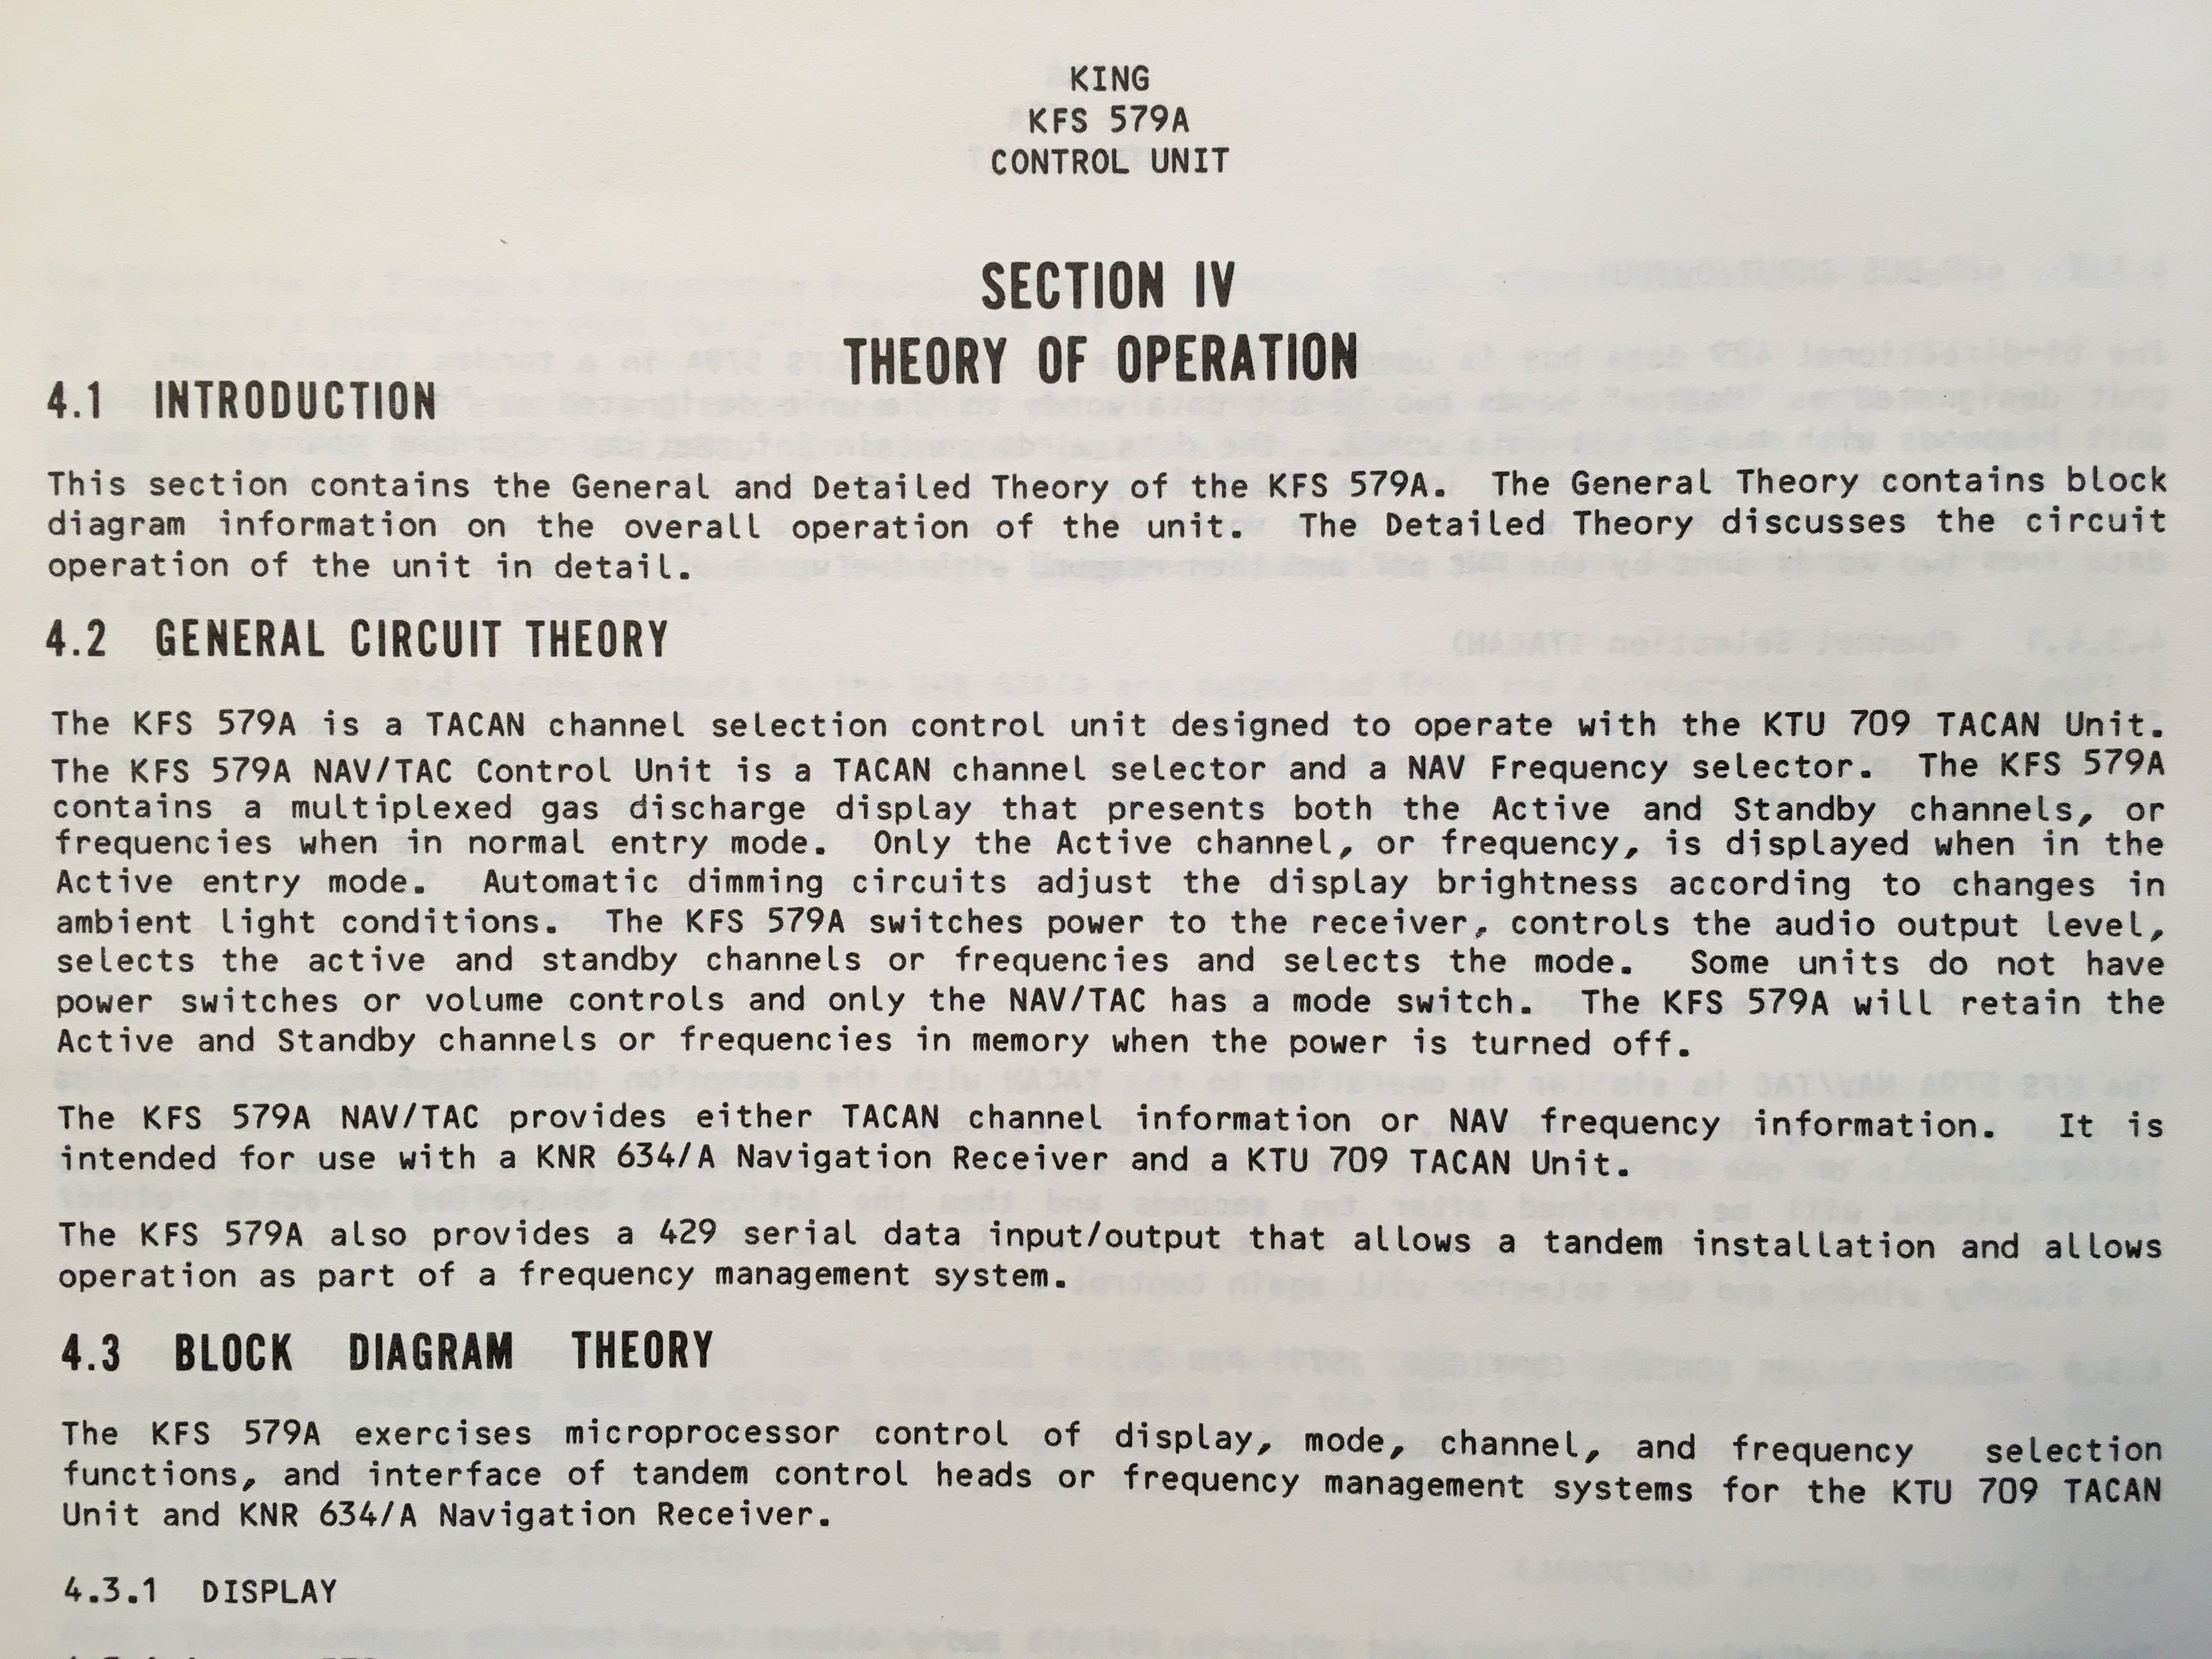 KING
KFS 579A
CONTROL UNIT
SECTION IV
THEORY OF OPERATION
4.1 INTRODUCTION
This section contains the General and Detailed Theory of the KFS 579A. The General Theory contains block
diagram information on the overall operation of the unit. The Detailed Theory discusses the circuit
operation of the unit in detail.
4.2 GENERAL CIRCUIT THEORY
The KFS 579A is a TACAN channel selection control unit designed to operate with the KTU 709 TACAN Unit.
The KFS 579A NAV/TAC Control Unit is a TACAN channel selector and a NAV Frequency selector. The KFS 579A
contains a multiplexed gas discharge display that presents both the Active and Standby channels, or
frequencies when in normal entry mode. Only the Active channel, or frequency, is displayed when in the
Active entry mode. Automatic dimming circuits adjust the display brightness according to changes in
ambient light conditions. The KFS 579A switches power to the receiver, controls the audio output level,
selects the active and standby channels or frequencies and selects the mode. Some units do not have
power switches or volume controls and only the NAV/TAC has a mode switch. The KFS 579A will retain the
Active and Standby channels or frequencies in memory when the power is turned off.
The KFS 579A NAV/TAC provides either TACAN channel information or NAV frequency information. It is
intended for use with a KNR 634/A Navigation Receiver and a KTU 709 TACAN Unit.
The KFS 579A also provides a 429 serial data input/output that allows a tandem installation and allows
operation as part of a frequency management system.
4.3 BLOCK DIAGRAM THEORY
The KFS 579A exercises microprocessor control of display, mode, channel, and frequency selection
functions, and interface of tandem control heads or frequency management systems for the KTU 709 TACAN
Unit and KNR 634/A Navigation Receiver.
4.3.1 DISPLAY